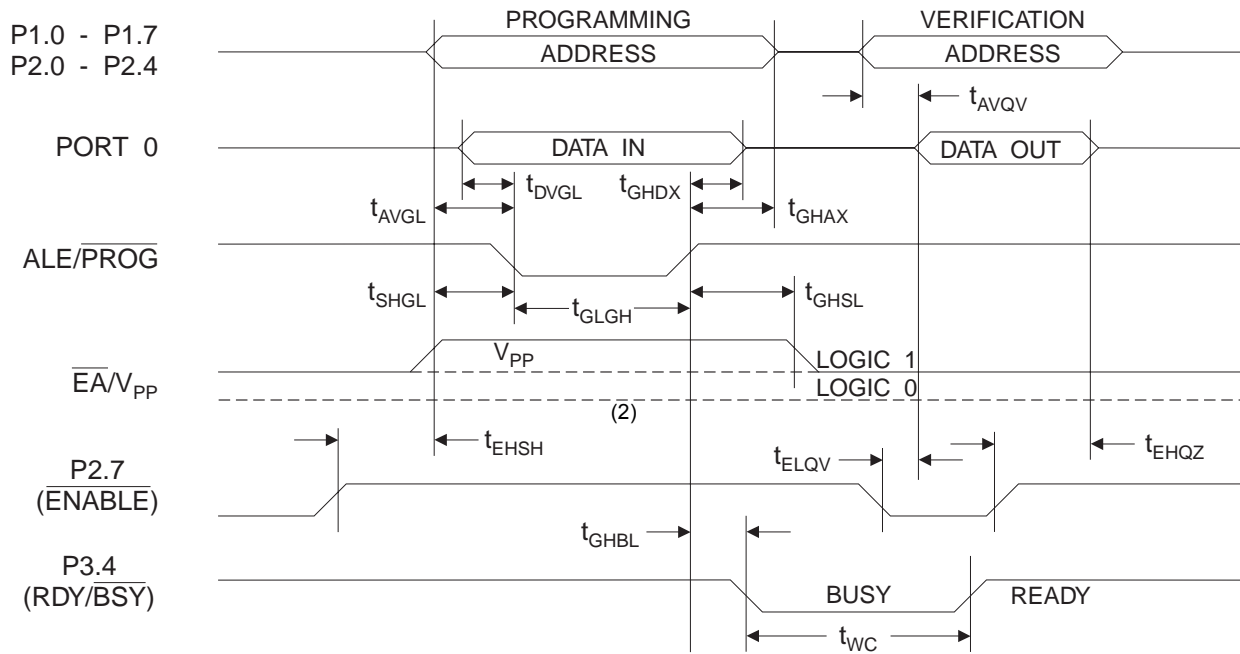 PROGRAMMING VERIFICATION
P1.0 - P1.7
P2.0 - P2.4
ADDRESS ADDRESS
tAVQV
PORT 0 DATA IN DATA OUT
tDVGL tGHDX
tAVGL tGHAX
ALE/PROG
tSHGL tGLGH tGHSL
VPP LOGIC 1
EA/VPP LOGIC 0
(2)
tEHSH tELQV tEHQZ
P2.7
(ENABLE)
tGHBL
P3.4
(RDY/BSY) BUSY READY
tWC